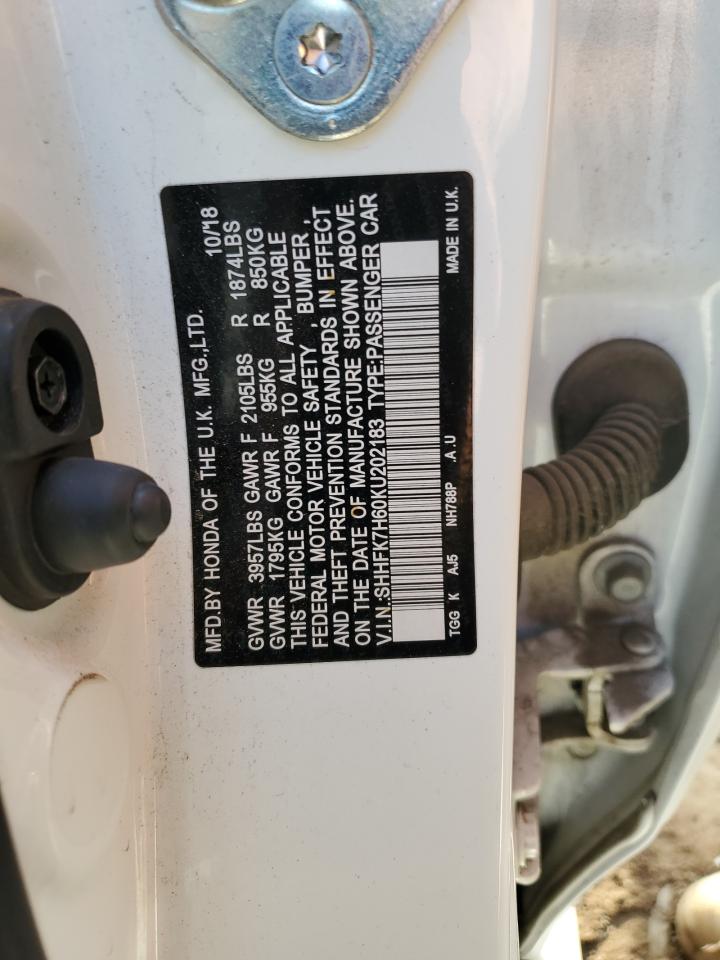 MFD.BY HONDA OF THE U.K. MFG.,LTD. 10/18
GVWR 3957LBS GAWR F 2105LBS R 1874LBS
GVWR 1795KG GAWR F 955KG R 850KG
THIS VEHICLE CONFORMS TO ALL APPLICABLE
FEDERAL MOTOR VEHICLE SAFETY , BUMPER ,
AND THEFT PREVENTION STANDARDS IN EFFECT
ON THE DATE OF MANUFACTURE SHOWN ABOVE.
V.I.N.:SHHFK7H60KU202183 TYPE:PASSENGER CAR
TGG K AJ5 NH788P .A .U MADE IN U.K.